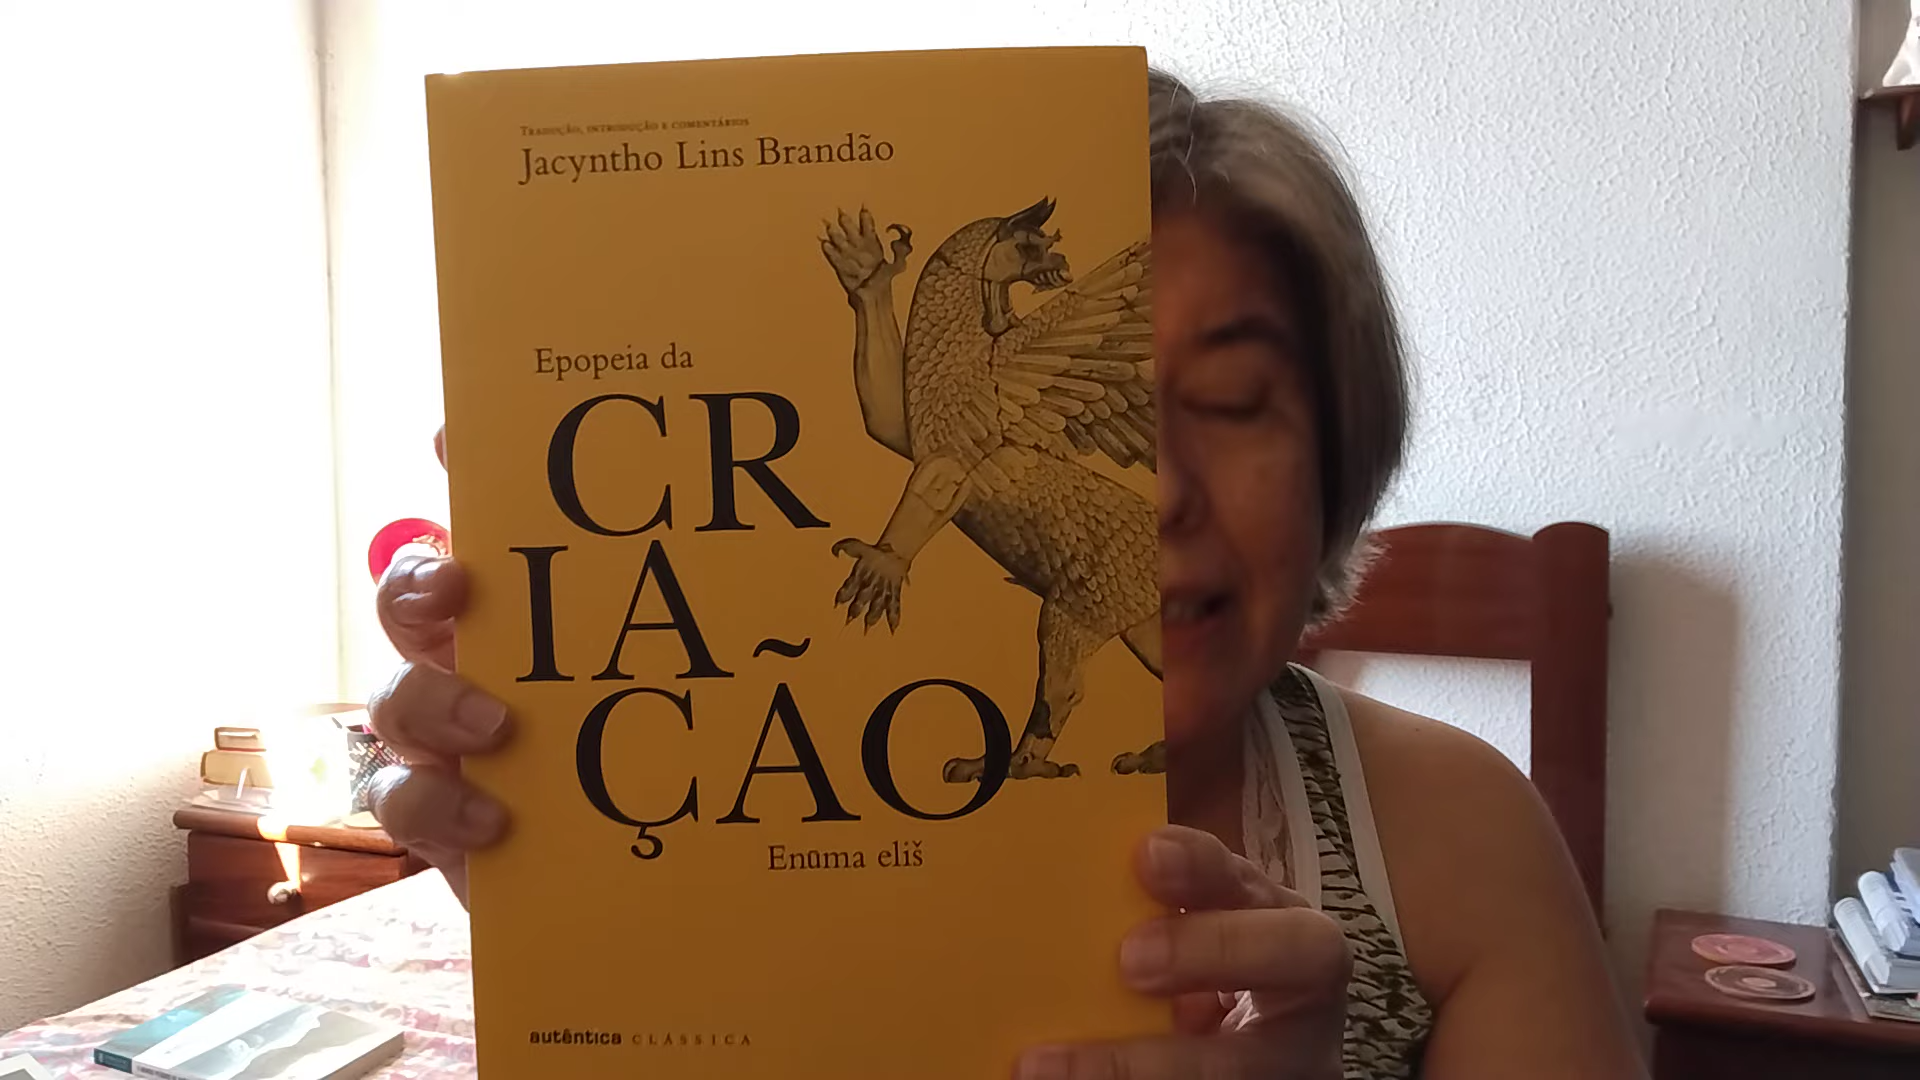 Tradução, introdução e comentários
Jacyntho Lins Brandão
Epopeia da
CR
IA
ÇÃO
Enūma eliš
autêntica CLÁSSICA